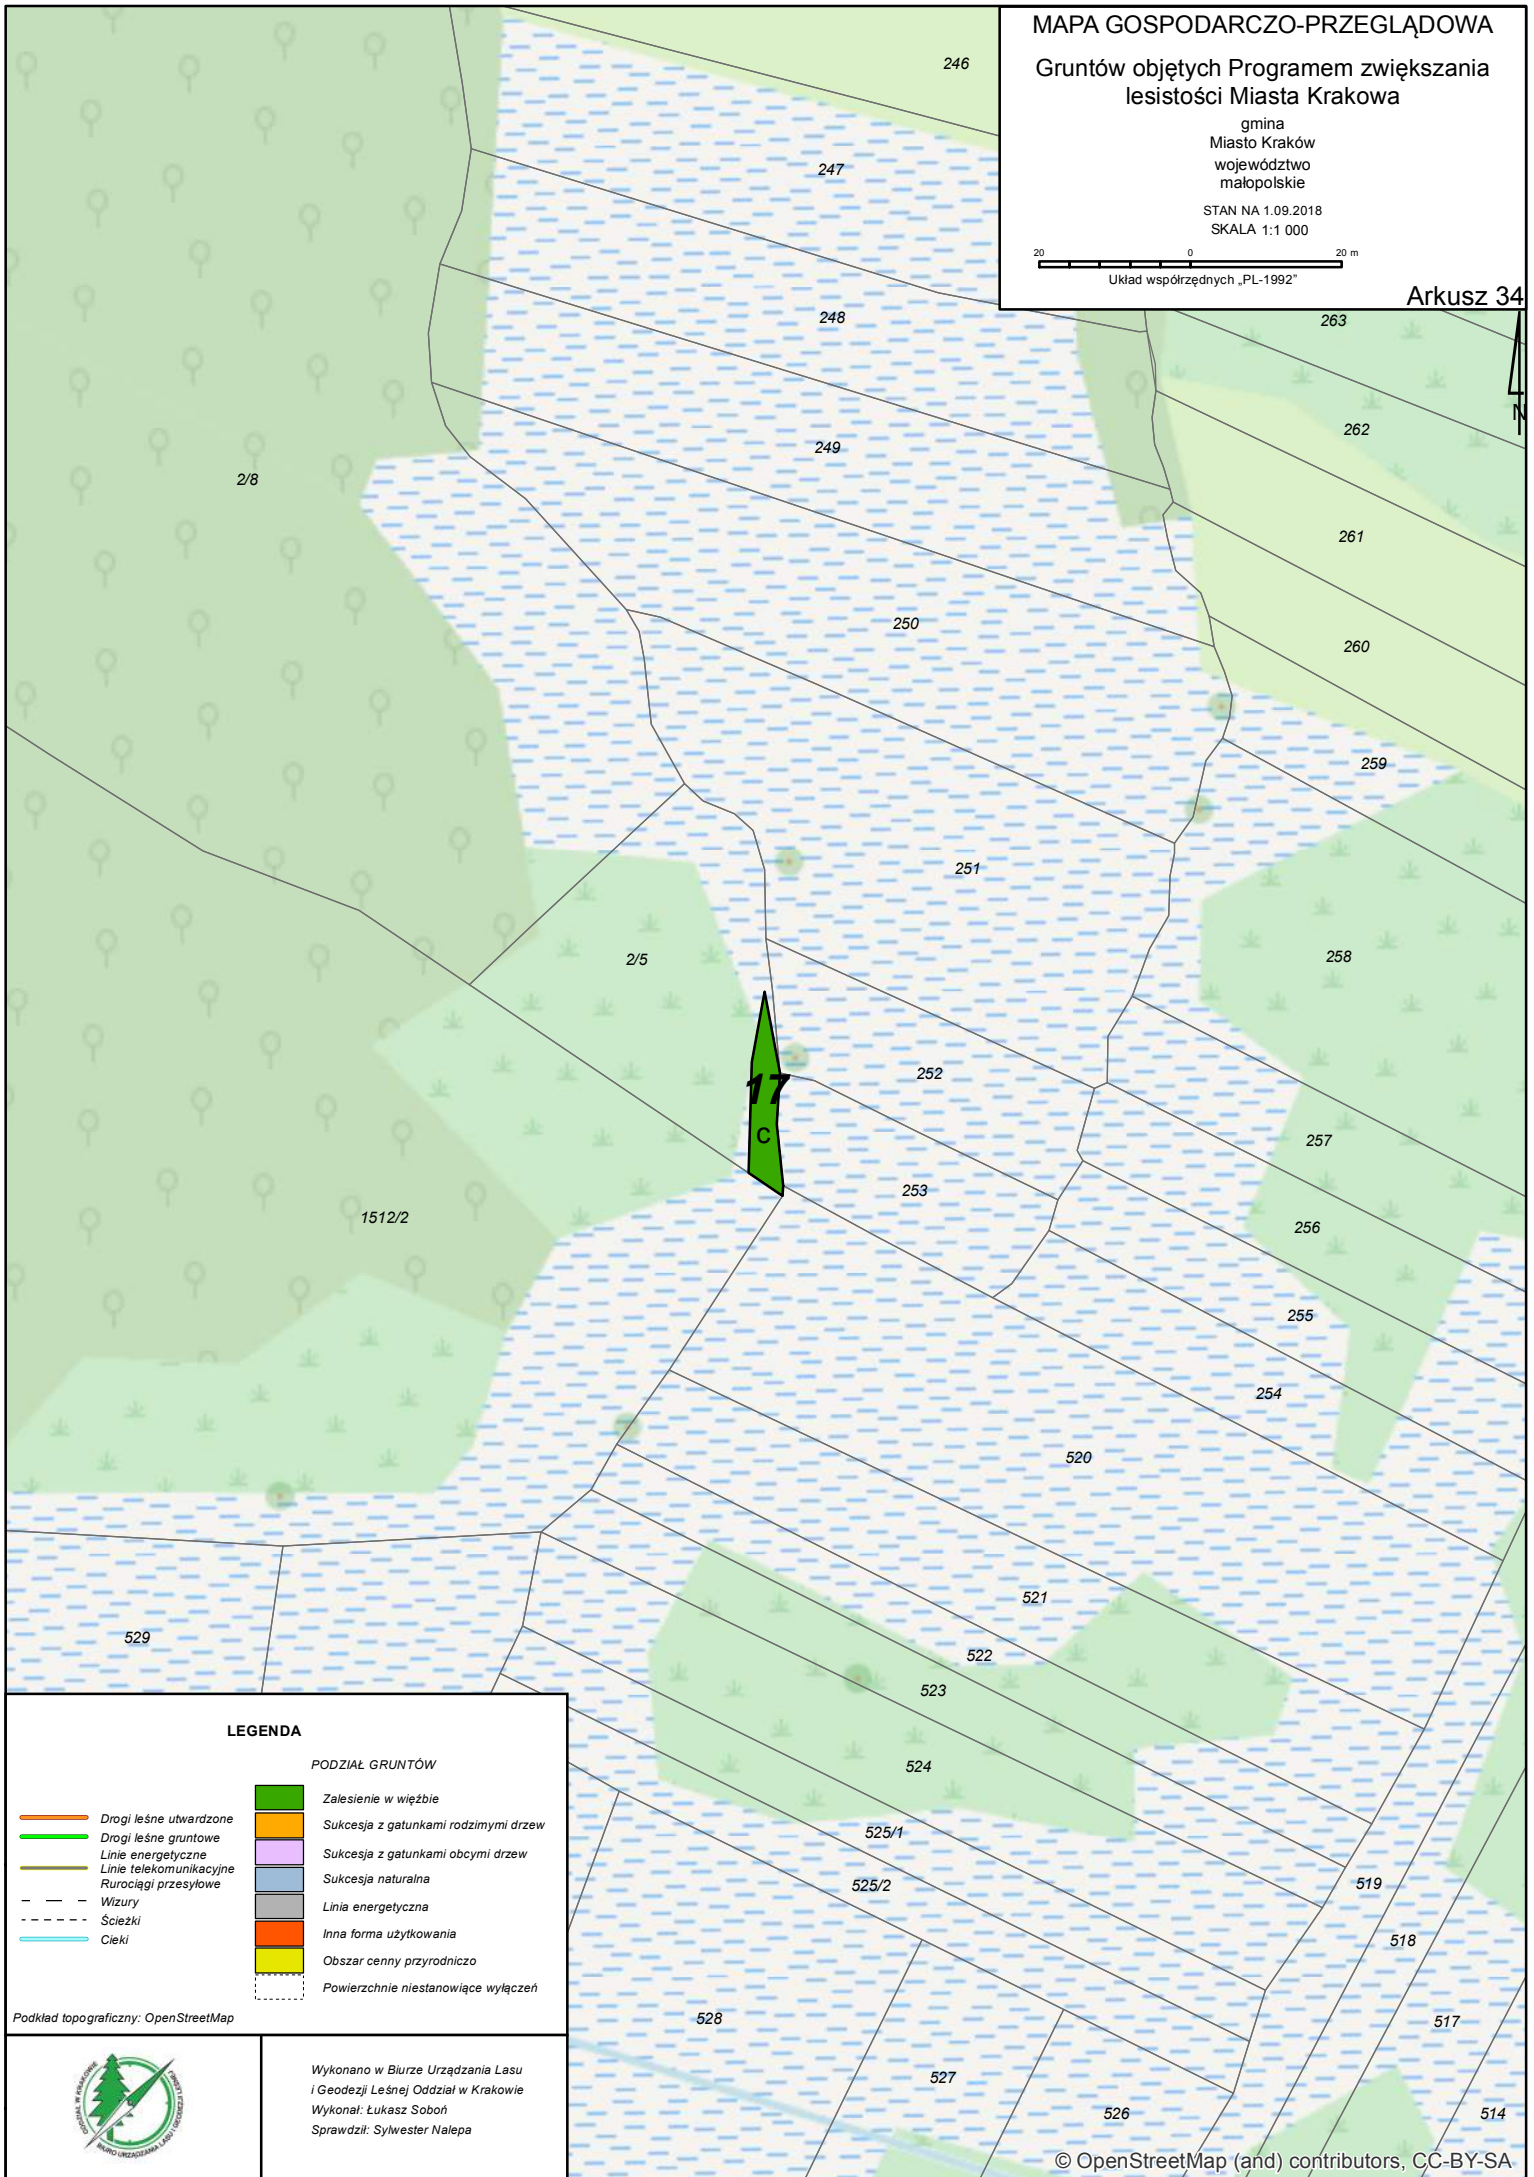 MAPA GOSPODARCZO-PRZEGLĄDOWA
Gruntów objętych Programem zwiększania
lesistości Miasta Krakowa
gmina
Miasto Kraków
województwo
małopolskie
STAN NA 1.09.2018
SKALA 1:1 000
20 0 20 m
Układ współrzędnych „PL-1992”
Arkusz 34
N
246
247
248
249
250
251
252
253
263
262
261
260
259
258
257
256
255
254
2/8
2/5
17
c
1512/2
520
521
522
523
524
525/1
525/2
519
518
517
529
528
527
526
514
LEGENDA
PODZIAŁ GRUNTÓW
Drogi leśne utwardzone
Drogi leśne gruntowe
Linie energetyczne
Linie telekomunikacyjne
Rurociągi przesyłowe
Wizury
Ścieżki
Cieki
Zalesienie w więźbie
Sukcesja z gatunkami rodzimymi drzew
Sukcesja z gatunkami obcymi drzew
Sukcesja naturalna
Linia energetyczna
Inna forma użytkowania
Obszar cenny przyrodniczo
Powierzchnie niestanowiące wyłączeń
Podkład topograficzny: OpenStreetMap
ODDZIAŁ W KRAKOWIE
BIURO URZĄDZANIA LASU I GEODEZJI LEŚNEJ
Wykonano w Biurze Urządzania Lasu
i Geodezji Leśnej Oddział w Krakowie
Wykonał: Łukasz Soboń
Sprawdził: Sylwester Nalepa
© OpenStreetMap (and) contributors, CC-BY-SA